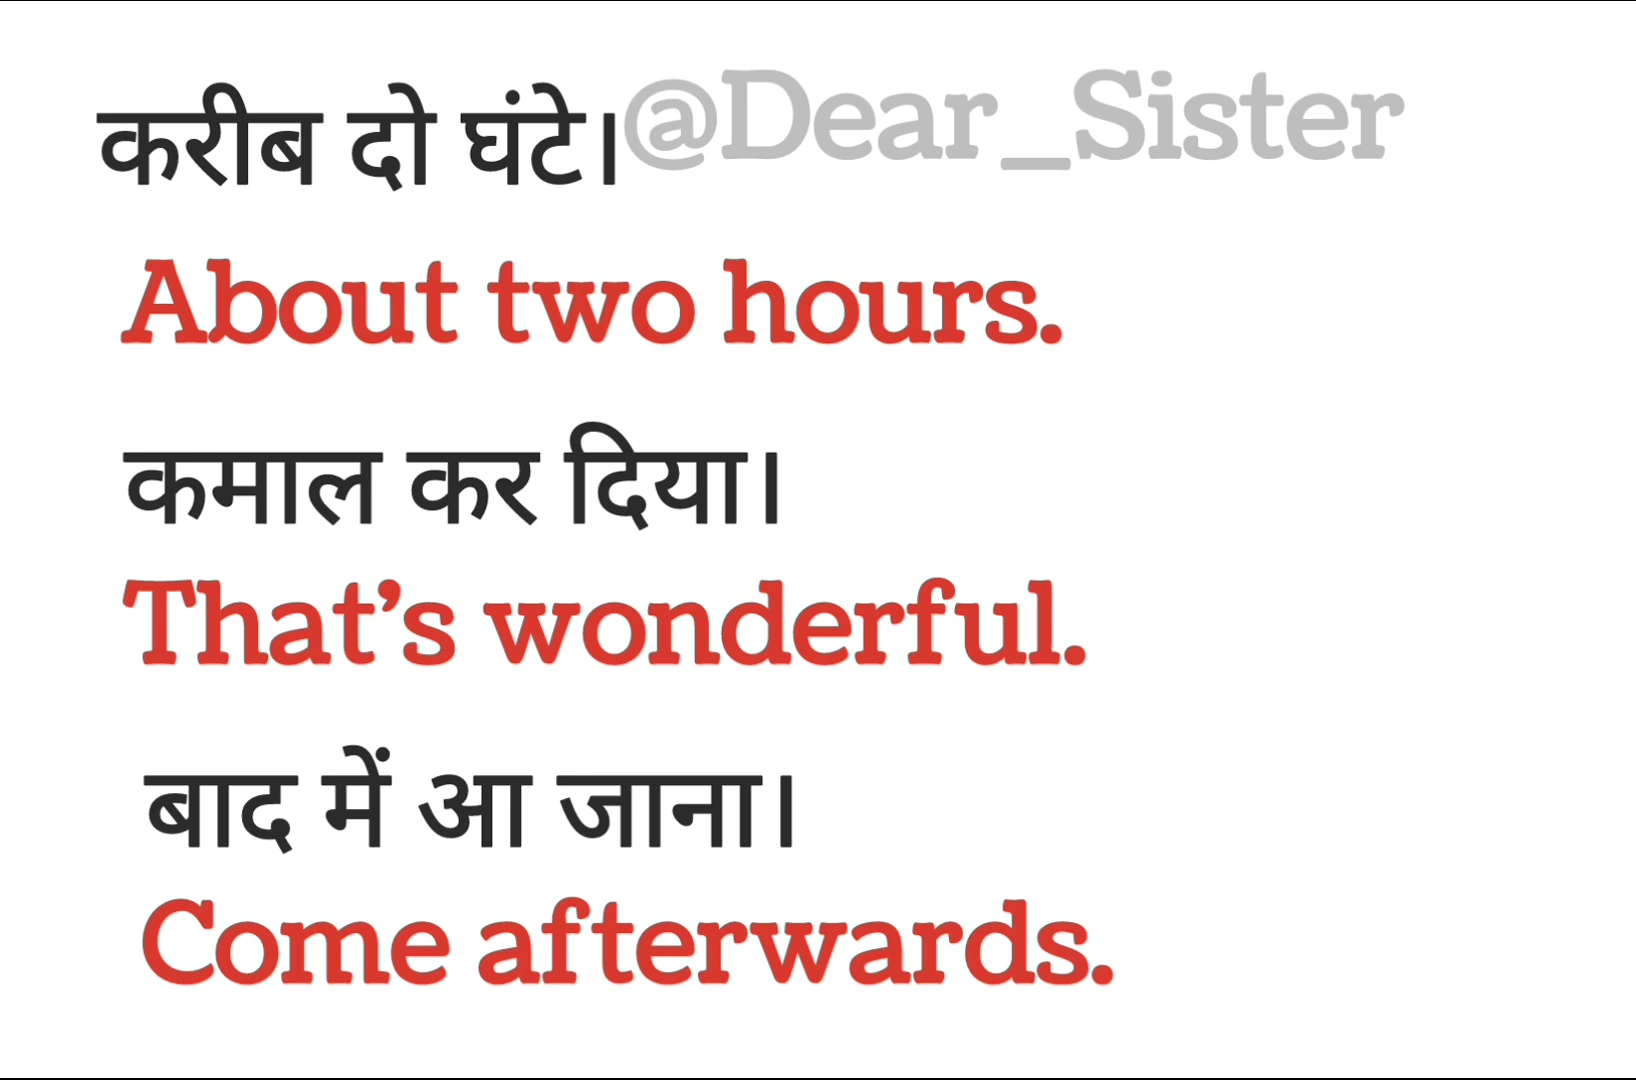 करीब दो घंटे। @Dear_Sister
About two hours.
कमाल कर दिया।
That’s wonderful.
बाद में आ जाना।
Come afterwards.